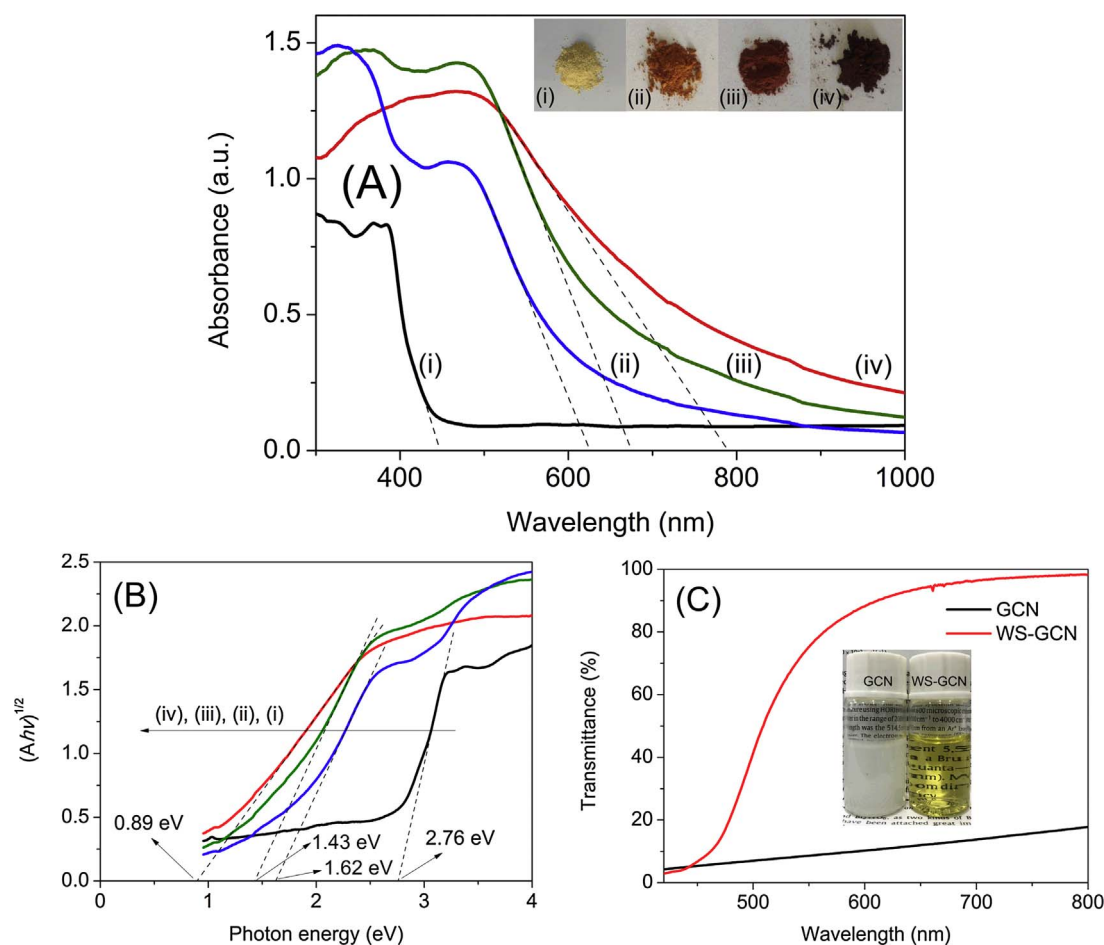 (A)
Absorbance (a.u.)
1.5
1.0
0.5
0.0
(i)
(ii)
(iii)
(iv)
(i)
(ii)
(iii)
(iv)
400
600
800
1000
Wavelength (nm)
(B)
(Ahν)1/2
2.5
2.0
1.5
1.0
0.5
0.0
(iv), (iii), (ii), (i)
0.89 eV
1.43 eV
1.62 eV
2.76 eV
0
1
2
3
4
Photon energy (eV)
(C)
Transmittance (%)
100
80
60
40
20
0
GCN
WS-GCN
GCN
WS-GCN
500
600
700
800
Wavelength (nm)